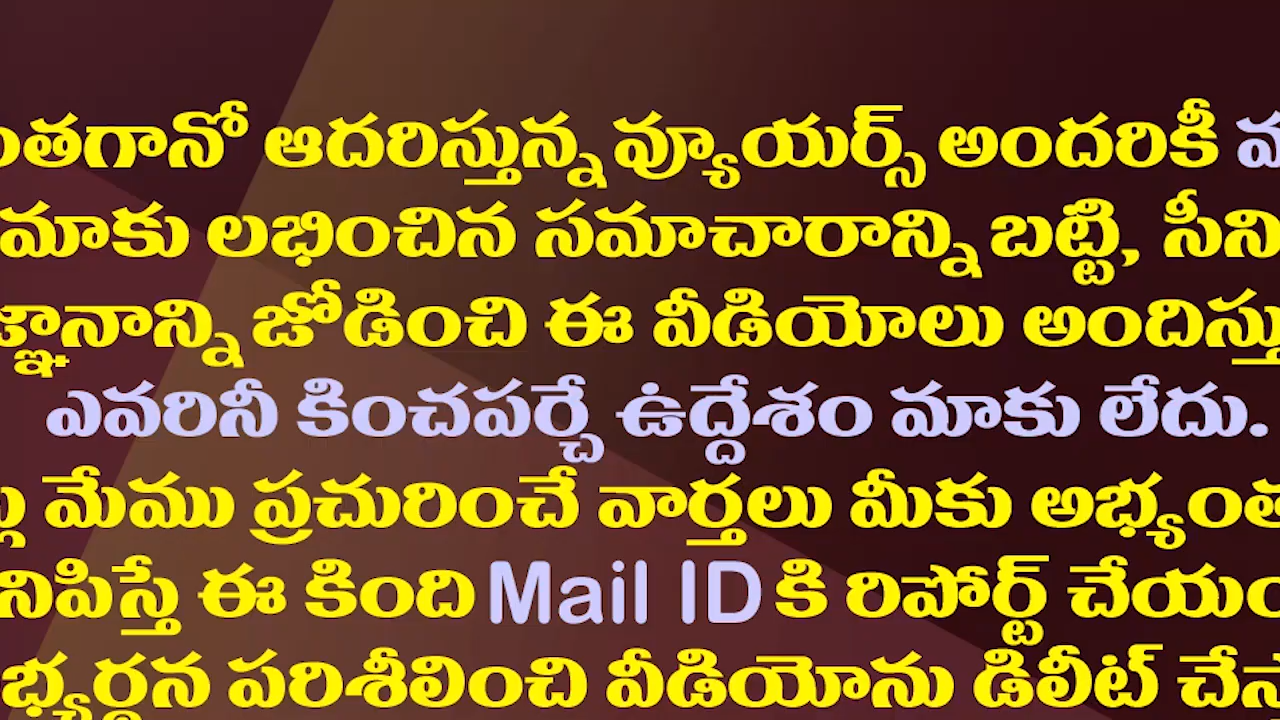 ంతగానో ఆదరిస్తున్న వ్యూయర్స్ అందరికీ
మాకు లభించిన సమాచారాన్ని బట్టి, సీని
జ్ఞానాన్ని జోడించి ఈ వీడియోలు అందిస్తు
ఎవరినీ కించపర్చే ఉద్దేశం మాకు లేదు.
మేము ప్రచురించే వార్తలు మీకు అభ్యంత
నిపిస్తే ఈ కింది Mail ID కి రిపోర్ట్ చేయం
భ్యర్ధన పరిశీలించి వీడియోను డిలీట్ చేస